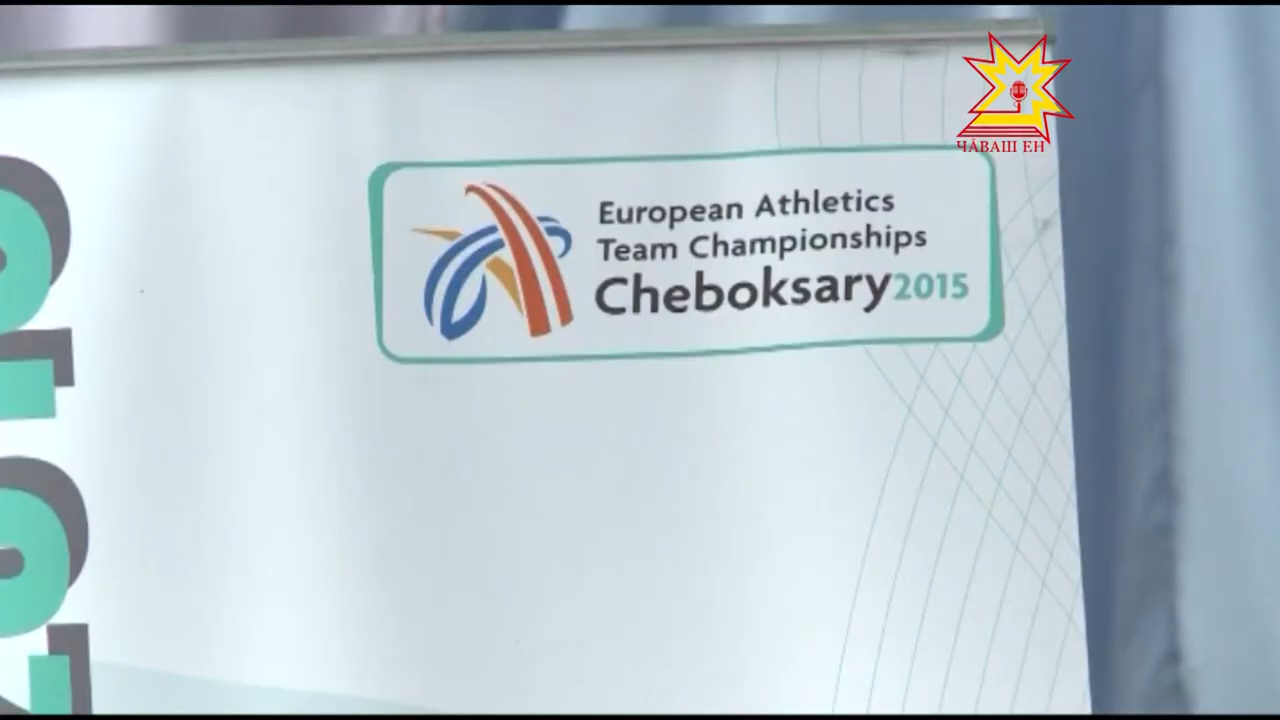 ЧĂВАШ ЕН
European Athletics
Team Championships
Cheboksary2015